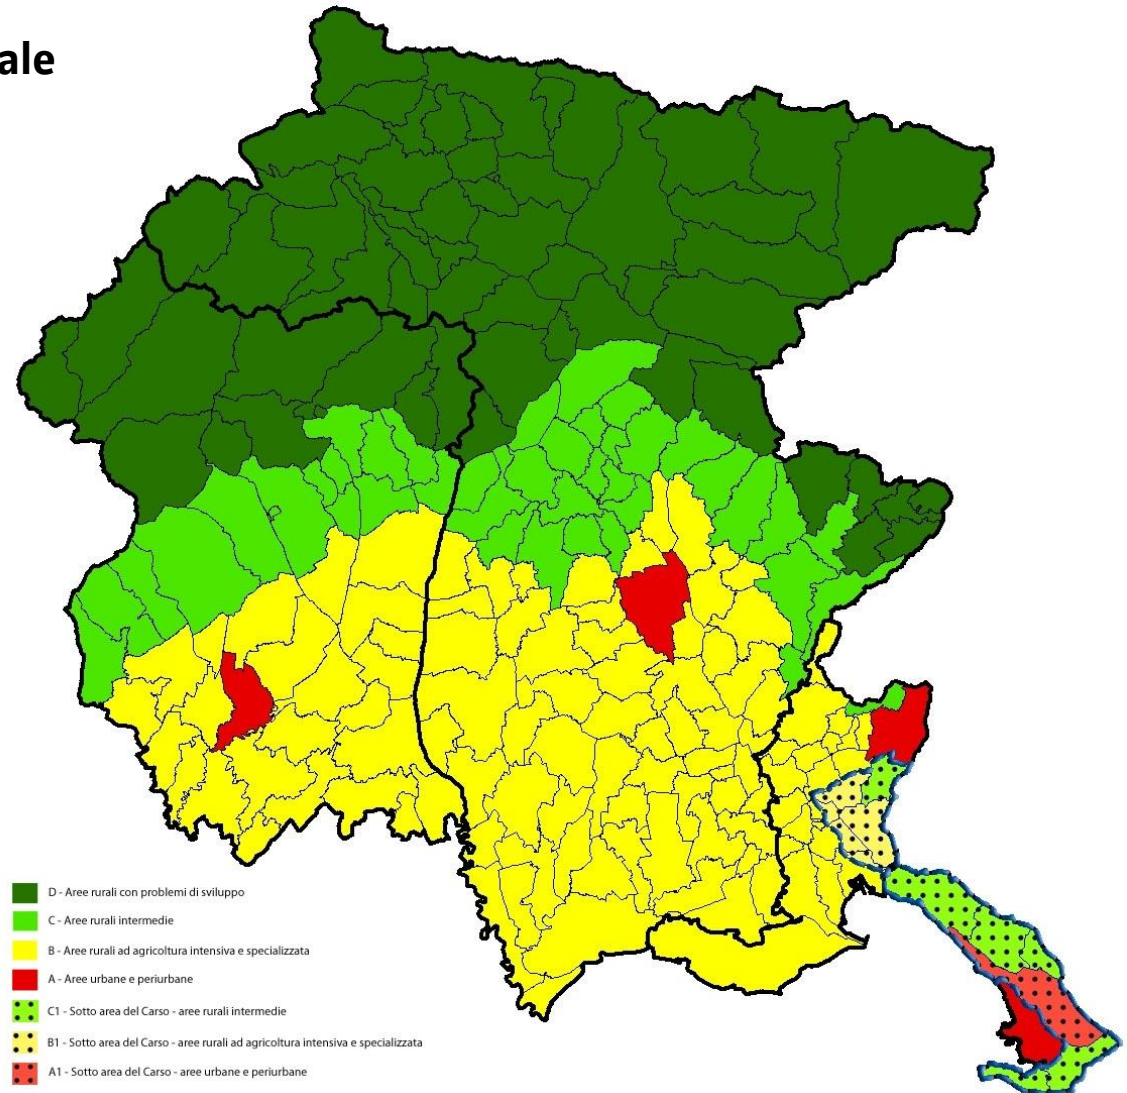 ale
D - Aree rurali con problemi di sviluppo
C - Aree rurali intermedie
B - Aree rurali ad agricoltura intensiva e specializzata
A - Aree urbane e periurbane
C1 - Sotto area del Carso - aree rurali intermedie
B1 - Sotto area del Carso - aree rurali ad agricoltura intensiva e specializzata
A1 - Sotto area del Carso - aree urbane e periurbane